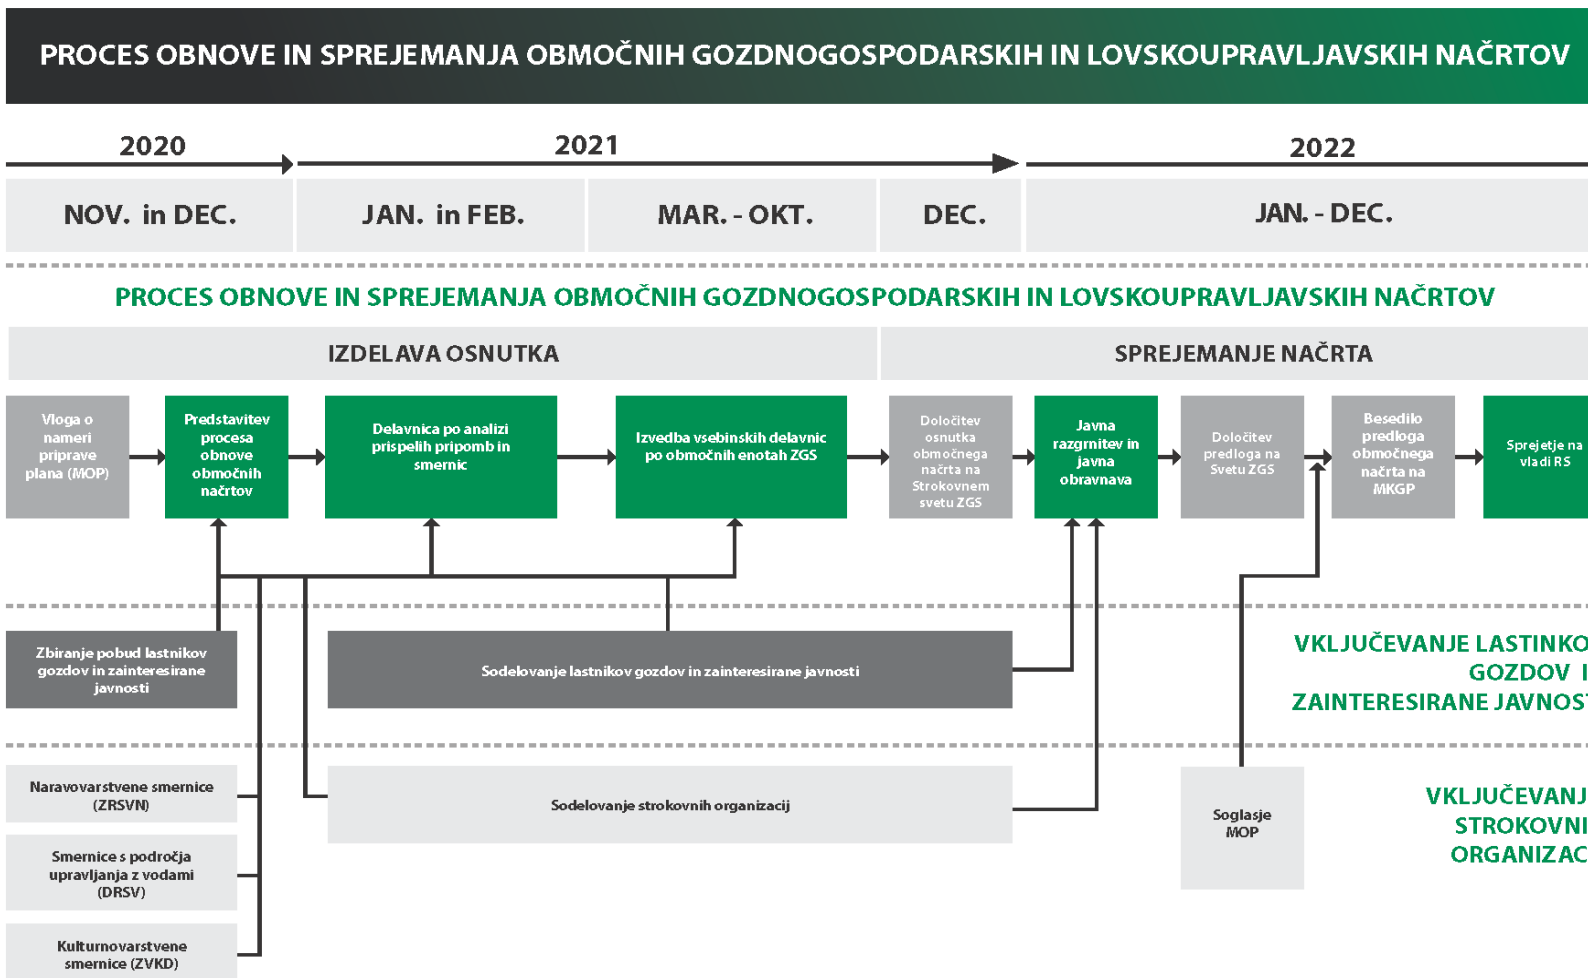 PROCES OBNOVE IN SPREJEMANJA OBMOČNIH GOZDNOGOSPODARSKIH IN LOVSKOUPRAVLJAVSKIH NAČRTOV
2020
2021
2022
NOV. in DEC.
JAN. in FEB.
MAR. - OKT.
DEC.
JAN. - DEC.
PROCES OBNOVE IN SPREJEMANJA OBMOČNIH GOZDNOGOSPODARSKIH IN LOVSKOUPRAVLJAVSKIH NAČRTOV
IZDELAVA OSNUTKA
SPREJEMANJE NAČRTA
Vloga o
nameri
priprave
plana (MOP)
Predstavitev
procesa
obnove
območnih
načrtov
Delavnica po analizi
prispelih pripomb in
smernic
Izvedba vsebinskih delavnic
po območnih enotah ZGS
Določitev
osnutka
območnega
načrta na
Strokovnem
svetu ZGS
Javna
razgrnitev in
javna
obravnava
Določitev
predloga na
Svetu ZGS
Besedilo
predloga
območnega
načrta na
MKGP
Sprejetje na
vladi RS
Zbiranje pobud lastnikov
gozdov in zainteresirane
javnosti
Sodelovanje lastnikov gozdov in zainteresirane javnosti
VKLJUČEVANJE LASTINKO
GOZDOV I
ZAINTERESIRANE JAVNOST
Naravovarstvene smernice
(ZRSVN)
Smernice s področja
upravljanja z vodami
(DRSV)
Kulturnovarstvene
smernice (ZVKD)
Sodelovanje strokovnih organizacij
Soglasje
MOP
VKLJUČEVANJ
STROKOVNI
ORGANIZAC